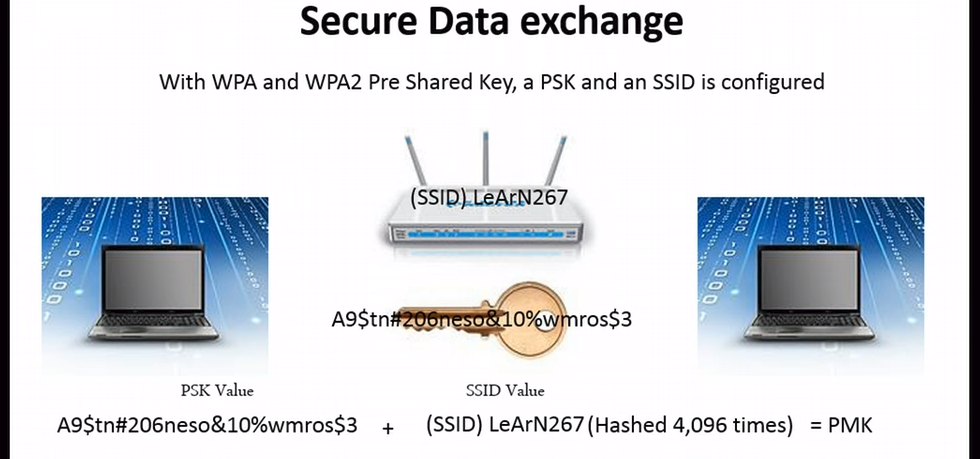 Secure Data exchange
With WPA and WPA2 Pre Shared Key, a PSK and an SSID is configured
(SSID) LeArN267
A9$tn#206neso&10%wmros$3
PSK Value SSID Value
A9$tn#206neso&10%wmros$3 + (SSID) LeArN267 (Hashed 4,096 times) = PMK